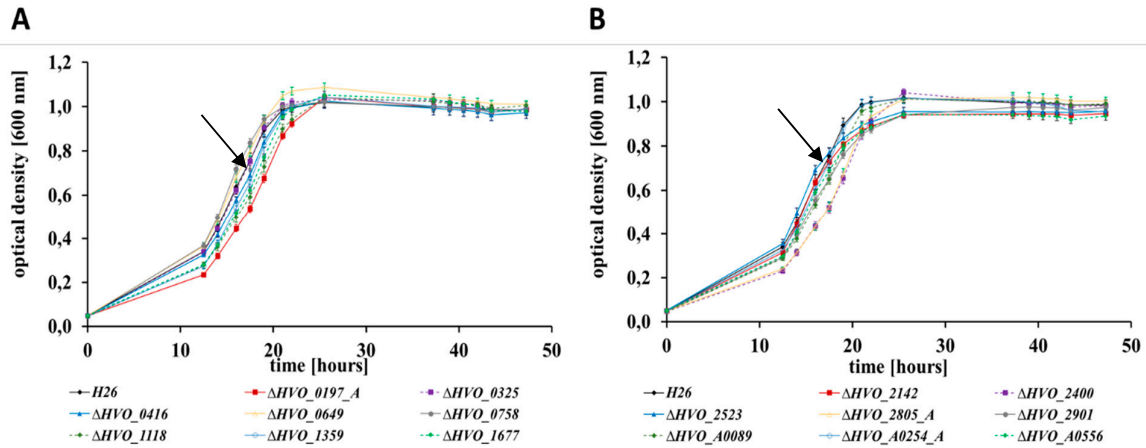 A
B
optical density [600 nm]
1,2
1,0
0,8
0,6
0,4
0,2
0,0
0 10 20 30 40 50
time [hours]
H26 ΔHVO_0197_A ΔHVO_0325
ΔHVO_0416 ΔHVO_0649 ΔHVO_0758
ΔHVO_1118 ΔHVO_1359 ΔHVO_1677
optical density [600 nm]
1,2
1,0
0,8
0,6
0,4
0,2
0,0
0 10 20 30 40 50
time [hours]
H26 ΔHVO_2142 ΔHVO_2400
ΔHVO_2523 ΔHVO_2805_A ΔHVO_2901
ΔHVO_A0089 ΔHVO_A0254_A ΔHVO_A0556